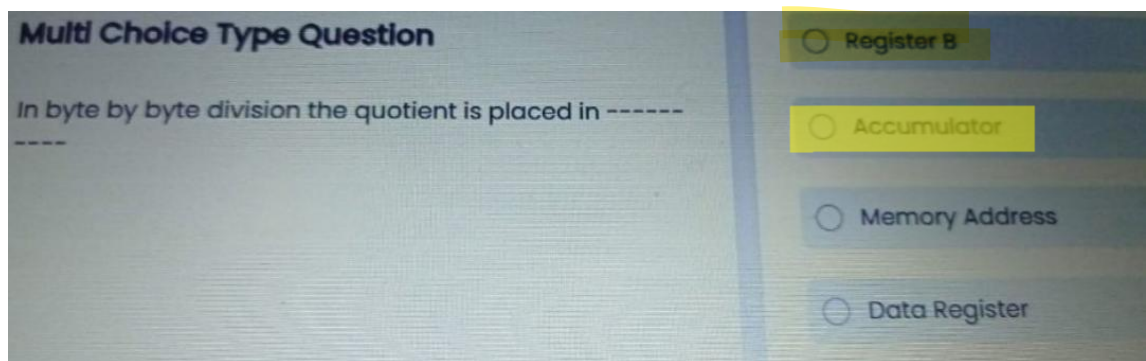 Multi Choice Type Question
In byte by byte division the quotient is placed in ------
----
Register B
Accumulator
Memory Address
Data Register